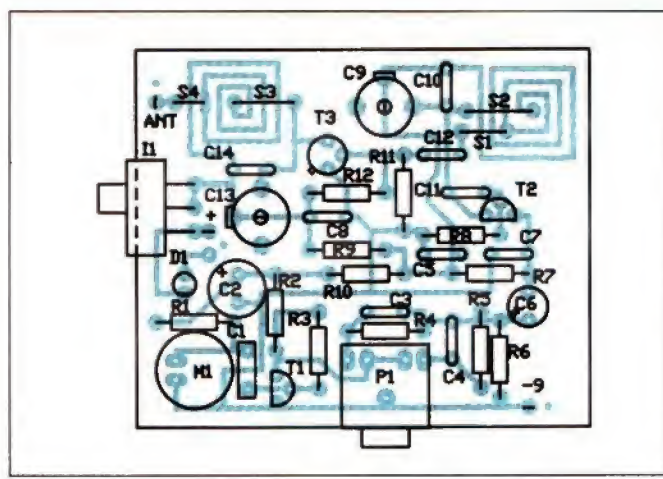 C9
C10
S4
S3
S2
ANT
T3
S1
I1
C12
R11
C14
R12
C11
T2
C13
+
C8
R8
R9
C5
C7
D1
+
R2
R10
R7
C2
R1
C3
R5
C6
R3
R4
C1
R6
M1
T1
P1
C4
-9